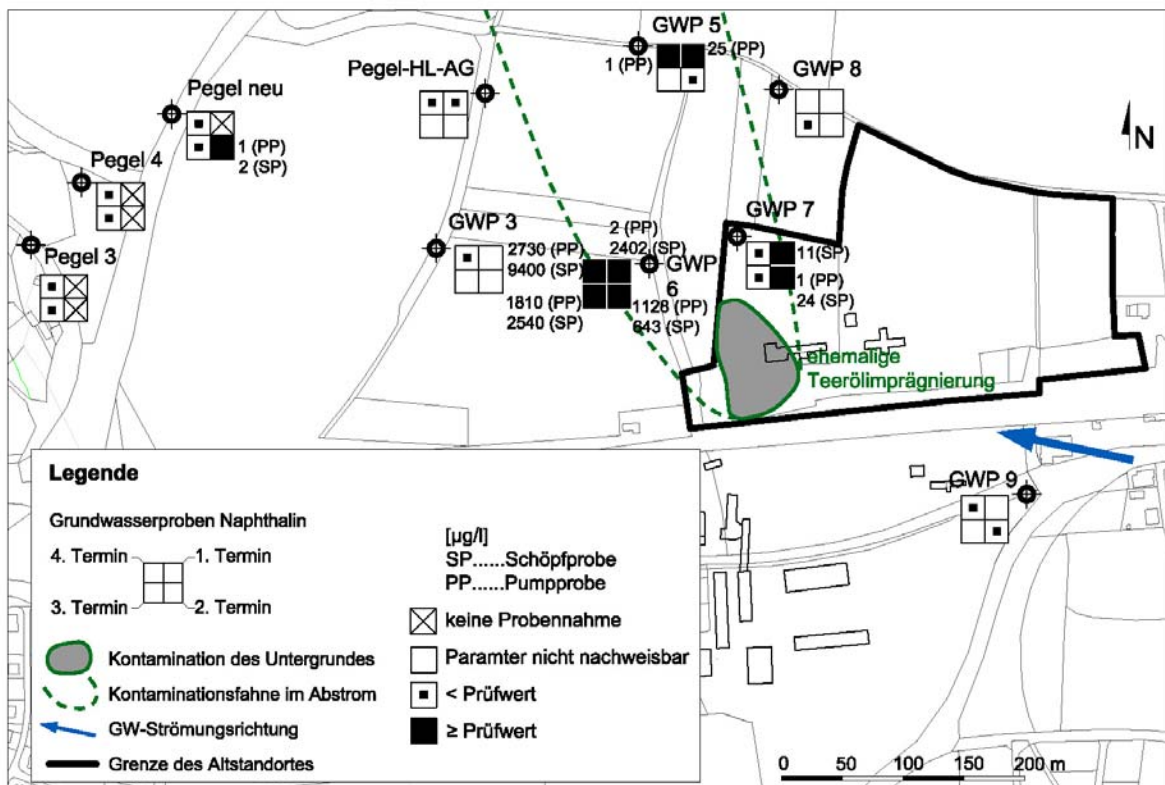 GWP 5
25 (PP)
1 (PP)
Pegel-HL-AG
GWP 8
Pegel neu
1 (PP)
2 (SP)
N
Pegel 4
GWP 3
2 (PP)
GWP 7
2730 (PP)
2402 (SP)
11(SP)
Pegel 3
9400 (SP)
GWP
6
1 (PP)
1810 (PP)
1128 (PP)
24 (SP)
2540 (SP)
643 (SP)
ehemalige
Teerölimprägnierung
GWP 9
Legende
Grundwasserproben Naphthalin
4. Termin
1. Termin
3. Termin
2. Termin
[µg/l]
SP......Schöpfprobe
PP......Pumpprobe
keine Probennahme
Kontamination des Untergrundes
Paramter nicht nachweisbar
Kontaminationsfahne im Abstrom
< Prüfwert
GW-Strömungsrichtung
≥ Prüfwert
Grenze des Altstandortes
0 50 100 150 200 m